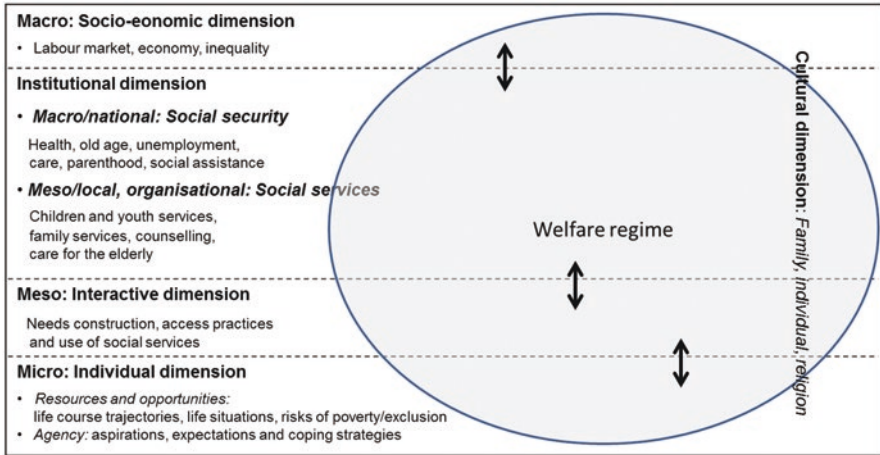 Macro: Socio-eonomic dimension
• Labour market, economy, inequality
Institutional dimension
• Macro/national: Social security
Health, old age, unemployment,
care, parenthood, social assistance
• Meso/local, organisational: Social services
Children and youth services,
family services, counselling,
care for the elderly
Meso: Interactive dimension
Needs construction, access practices
and use of social services
Micro: Individual dimension
• Resources and opportunities:
life course trajectories, life situations, risks of poverty/exclusion
• Agency: aspirations, expectations and coping strategies
Welfare regime
Cultural dimension: Family, individual, religion